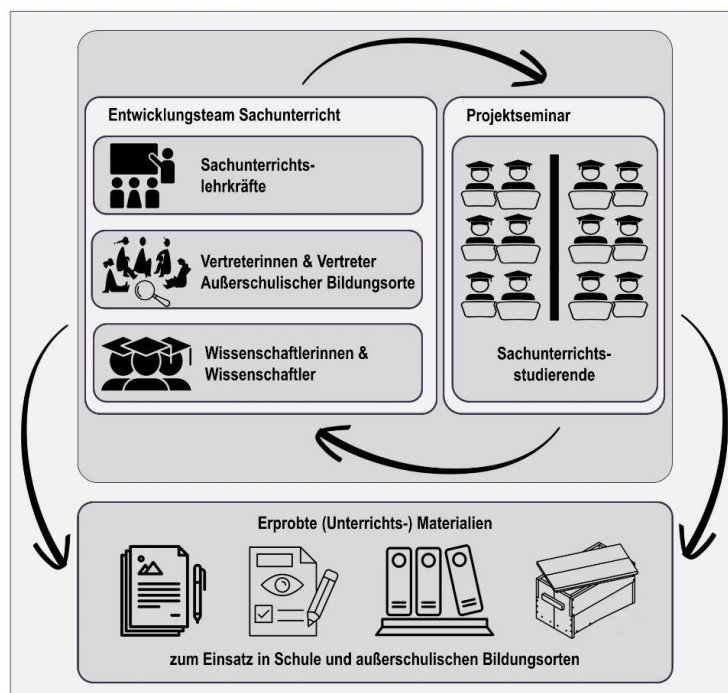 Entwicklungsteam Sachunterricht
Sachunterrichts-
lehrkräfte
Vertreterinnen & Vertreter
Außerschulischer Bildungsorte
Wissenschaftlerinnen &
Wissenschaftler
Projektseminar
Sachunterrichts-
studierende
Erprobte (Unterrichts-) Materialien
zum Einsatz in Schule und außerschulischen Bildungsorten